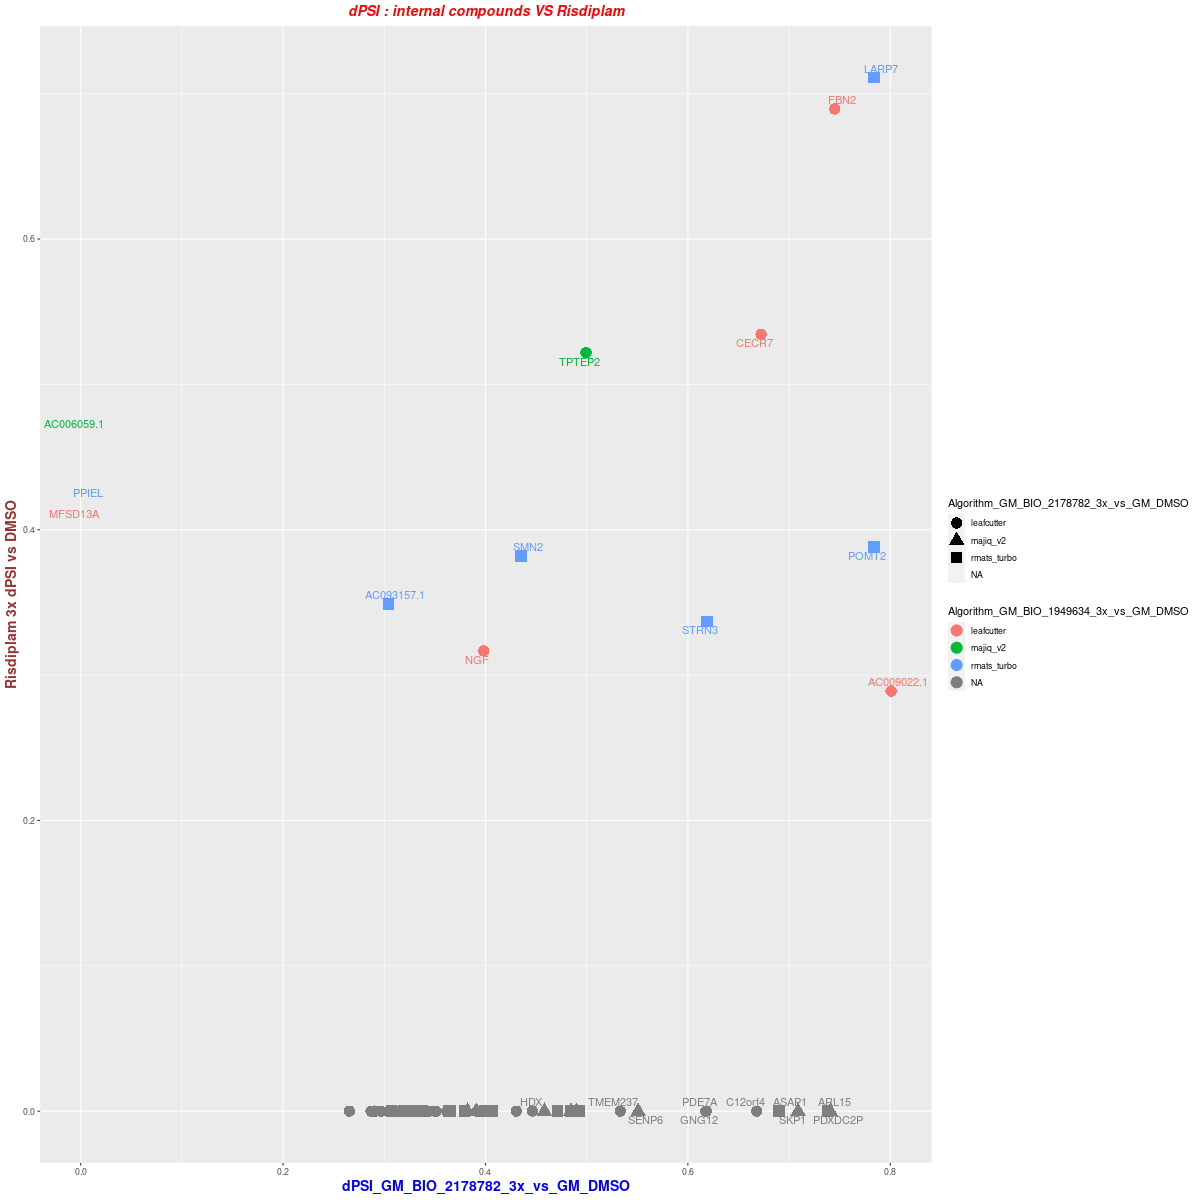 dPSI : internal compounds VS Risdiplam
LARP7
FBN2
0.6
CECR7
TPTEP2
AC006059.1
PPIEL
MFSD13A
0.4
SMN2
POMT2
AC093157.1
STRN3
NGF
AC009022.1
Risdiplam 3x dPSI vs DMSO
0.2
HDX
TMEM237
PDE7A
C12orf4
ASAP1
ARL15
0.0
SENP6
GNG12
SKP1
PDXDC2P
0.0
0.2
0.4
0.6
0.8
dPSI_GM_BIO_2178782_3x_vs_GM_DMSO
Algorithm_GM_BIO_2178782_3x_vs_GM_DMSO
leafcutter
majiq_v2
rmats_turbo
NA
Algorithm_GM_BIO_1949634_3x_vs_GM_DMSO
leafcutter
majiq_v2
rmats_turbo
NA